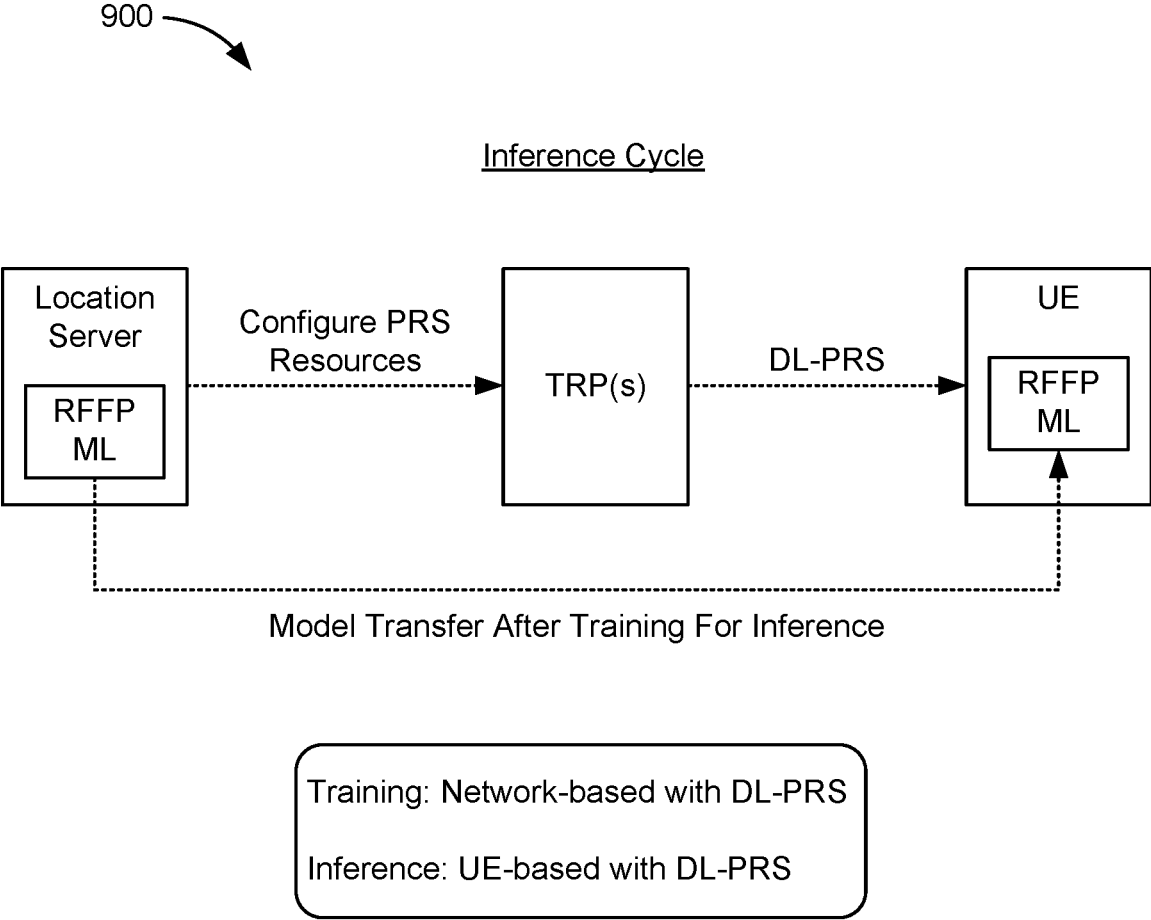 900
Inference Cycle
Location
Server
RFFP
ML
Configure PRS
Resources
TRP(s)
DL-PRS
UE
RFFP
ML
Model Transfer After Training For Inference
Training: Network-based with DL-PRS
Inference: UE-based with DL-PRS